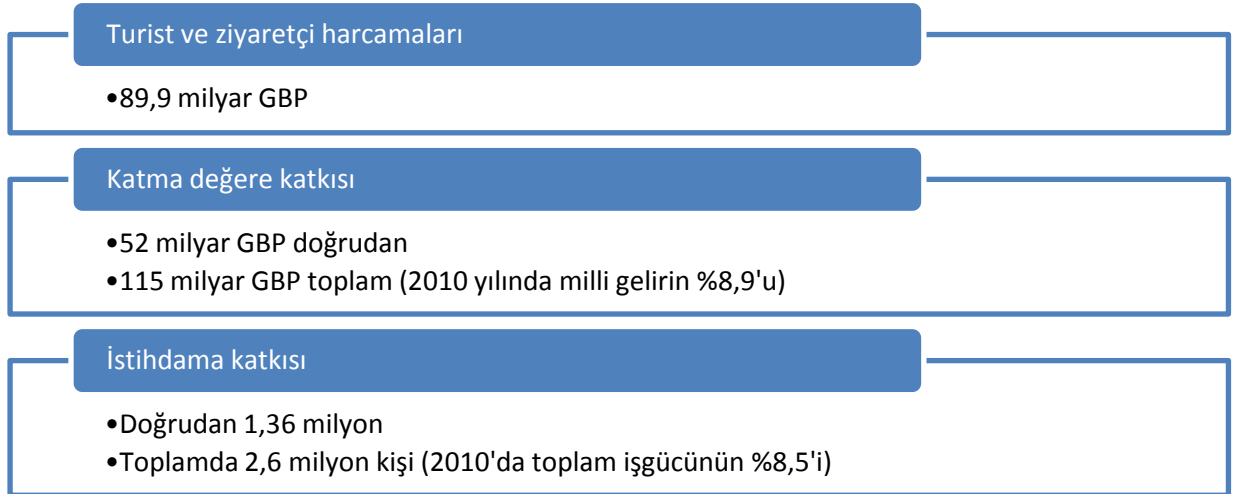 Turist ve ziyaretçi harcamaları
•89,9 milyar GBP
Katma değere katkısı
•52 milyar GBP doğrudan
•115 milyar GBP toplam (2010 yılında milli gelirin %8,9'u)
İstihdama katkısı
•Doğrudan 1,36 milyon
•Toplamda 2,6 milyon kişi (2010'da toplam işgücünün %8,5'i)